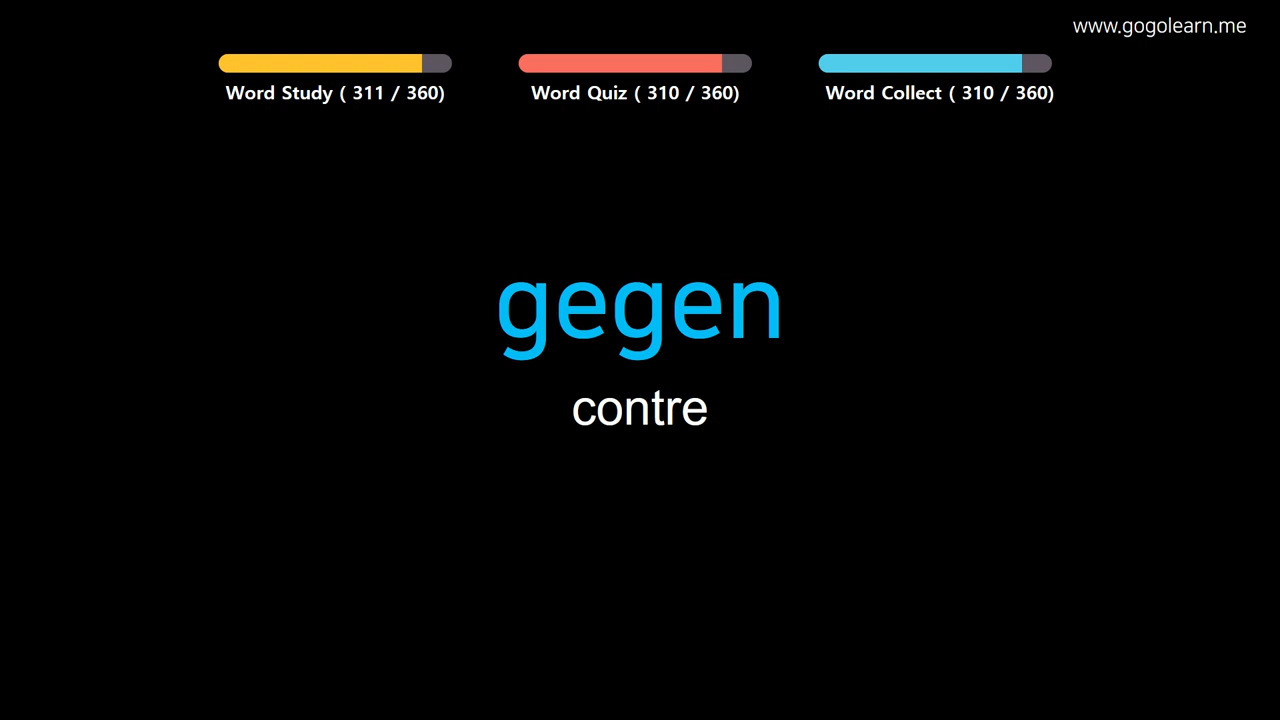 www.gogolearn.me
Word Study ( 311 / 360)
Word Quiz ( 310 / 360)
Word Collect ( 310 / 360)
gegen
contre